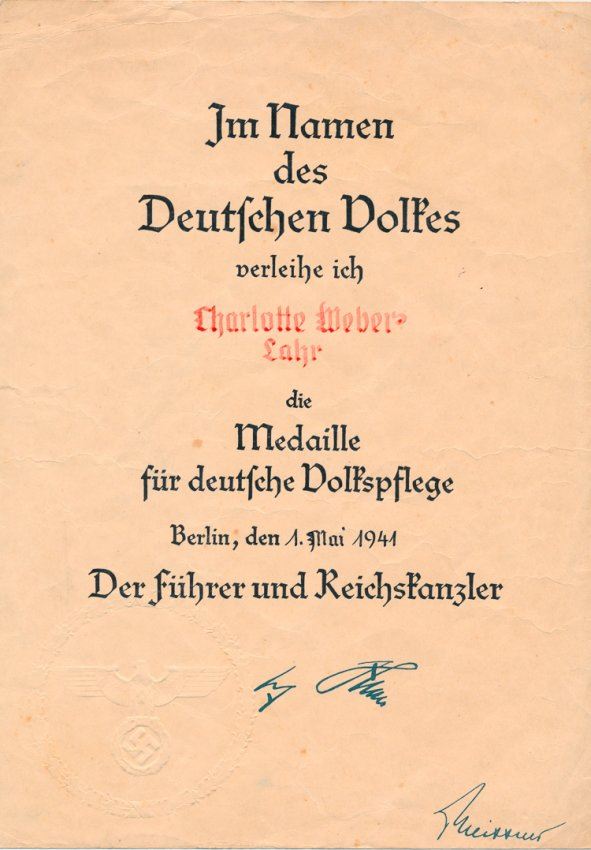 Im Namen
des
Deutschen Volkes
verleihe ich
Charlotte Weber-
Lahr
die
Medaille
für deutsche Volkspflege
Berlin, den 1. Mai 1941
Der Führer und Reichskanzler
Meissner